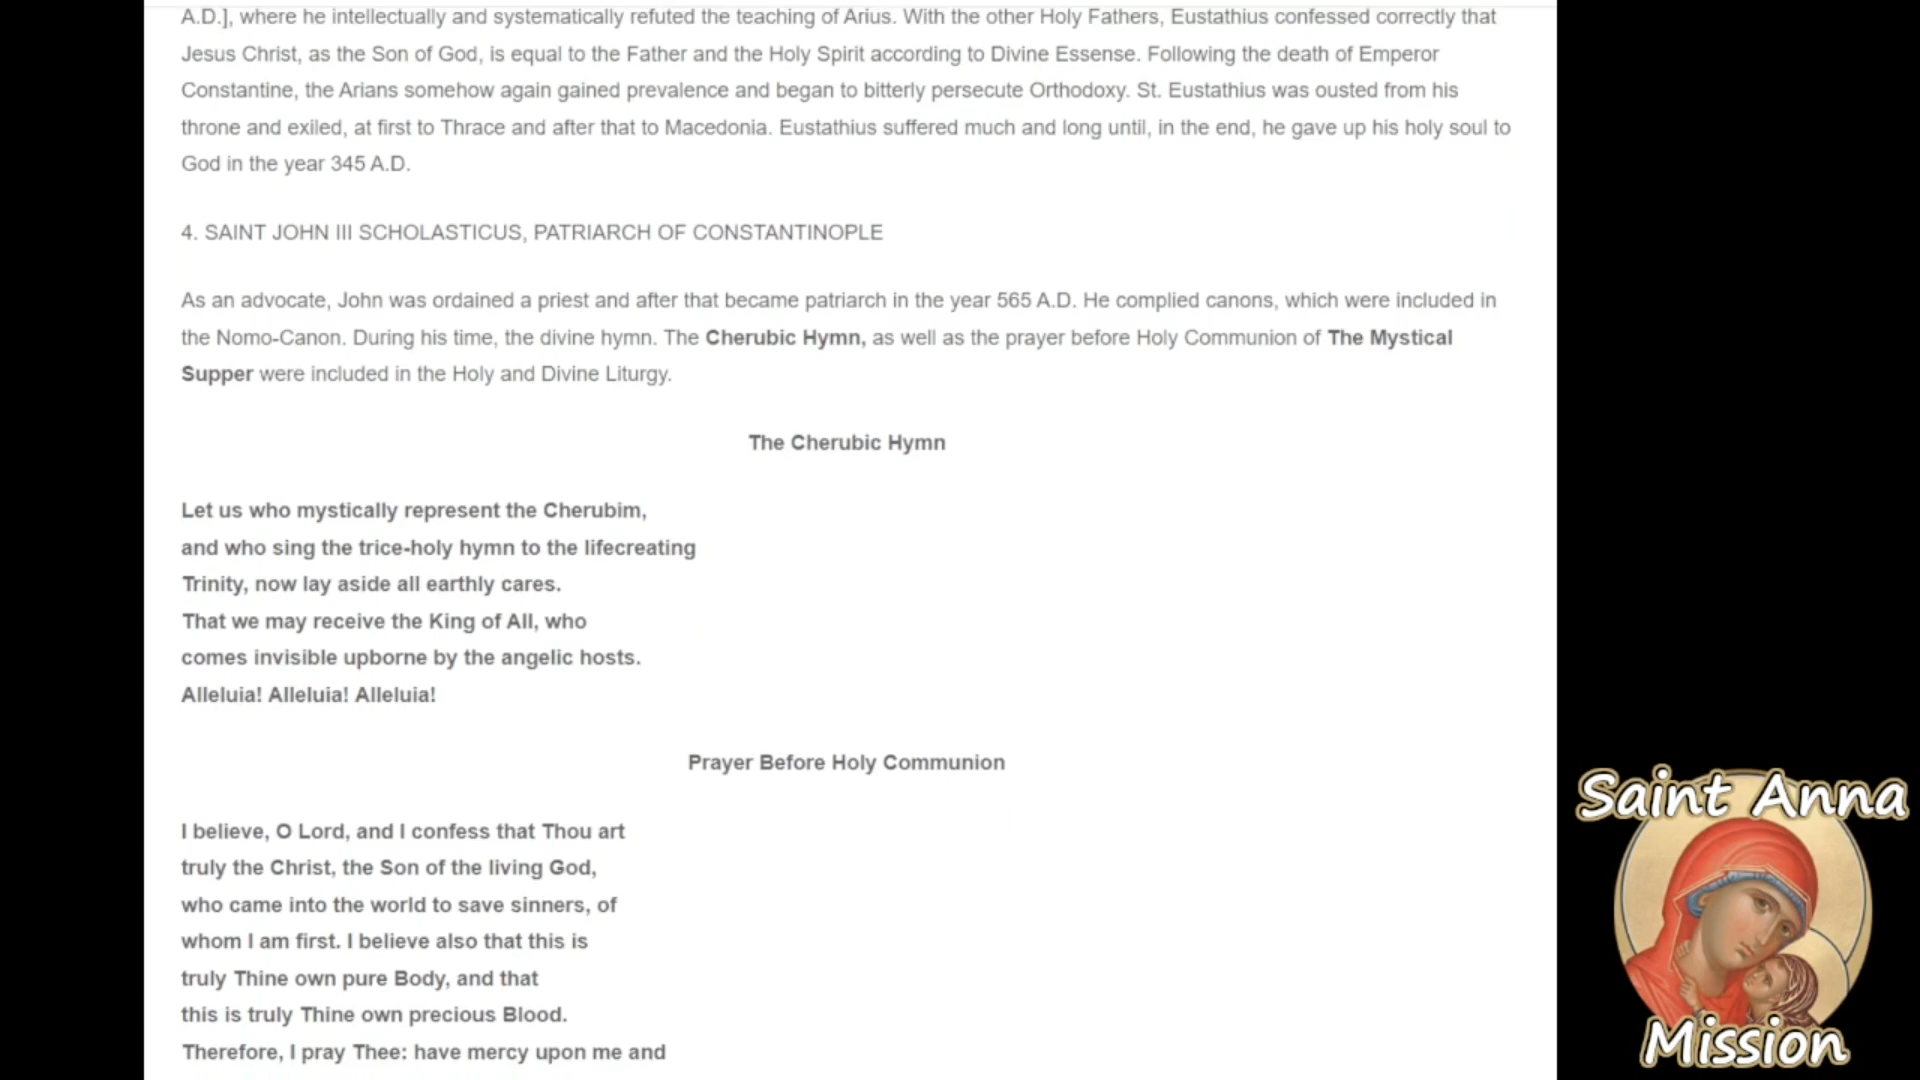 A.D.], where he intellectually and systematically refuted the teaching of Arius. With the other Holy Fathers, Eustathius confessed correctly that
Jesus Christ, as the Son of God, is equal to the Father and the Holy Spirit according to Divine Essense. Following the death of Emperor
Constantine, the Arians somehow again gained prevalence and began to bitterly persecute Orthodoxy. St. Eustathius was ousted from his
throne and exiled, at first to Thrace and after that to Macedonia. Eustathius suffered much and long until, in the end, he gave up his holy soul to
God in the year 345 A.D.
4. SAINT JOHN III SCHOLASTICUS, PATRIARCH OF CONSTANTINOPLE
As an advocate, John was ordained a priest and after that became patriarch in the year 565 A.D. He complied canons, which were included in
the Nomo-Canon. During his time, the divine hymn. The Cherubic Hymn, as well as the prayer before Holy Communion of The Mystical
Supper were included in the Holy and Divine Liturgy.
The Cherubic Hymn
Let us who mystically represent the Cherubim,
and who sing the trice-holy hymn to the lifecreating
Trinity, now lay aside all earthly cares.
That we may receive the King of All, who
comes invisible upborne by the angelic hosts.
Alleluia! Alleluia! Alleluia!
Prayer Before Holy Communion
I believe, O Lord, and I confess that Thou art
truly the Christ, the Son of the living God,
who came into the world to save sinners, of
whom I am first. I believe also that this is
truly Thine own pure Body, and that
this is truly Thine own precious Blood.
Therefore, I pray Thee: have mercy upon me and
Saint Anna
Mission